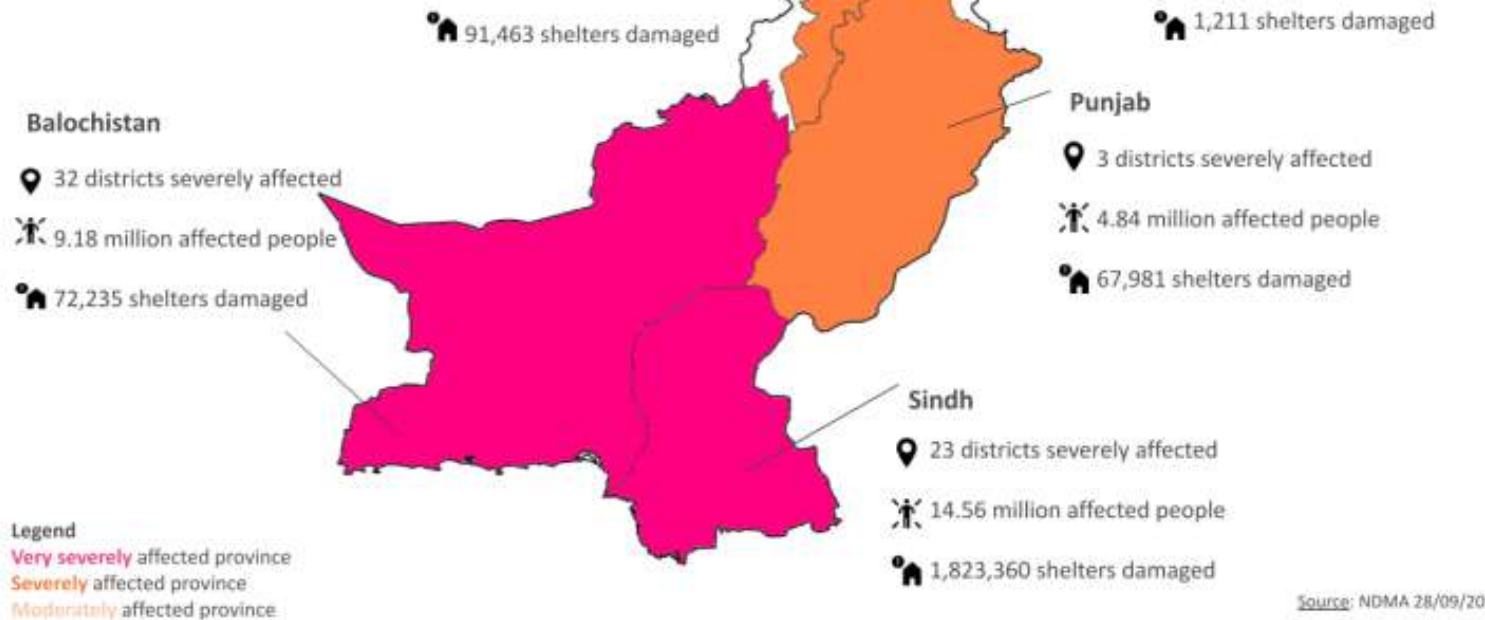 91,463 shelters damaged
1,211 shelters damaged
Balochistan
32 districts severely affected
9.18 million affected people
72,235 shelters damaged
Punjab
3 districts severely affected
4.84 million affected people
67,981 shelters damaged
Sindh
23 districts severely affected
14.56 million affected people
1,823,360 shelters damaged
Legend
Very severely affected province
Severely affected province
Moderately affected province
Source: NDMA 28/09/20